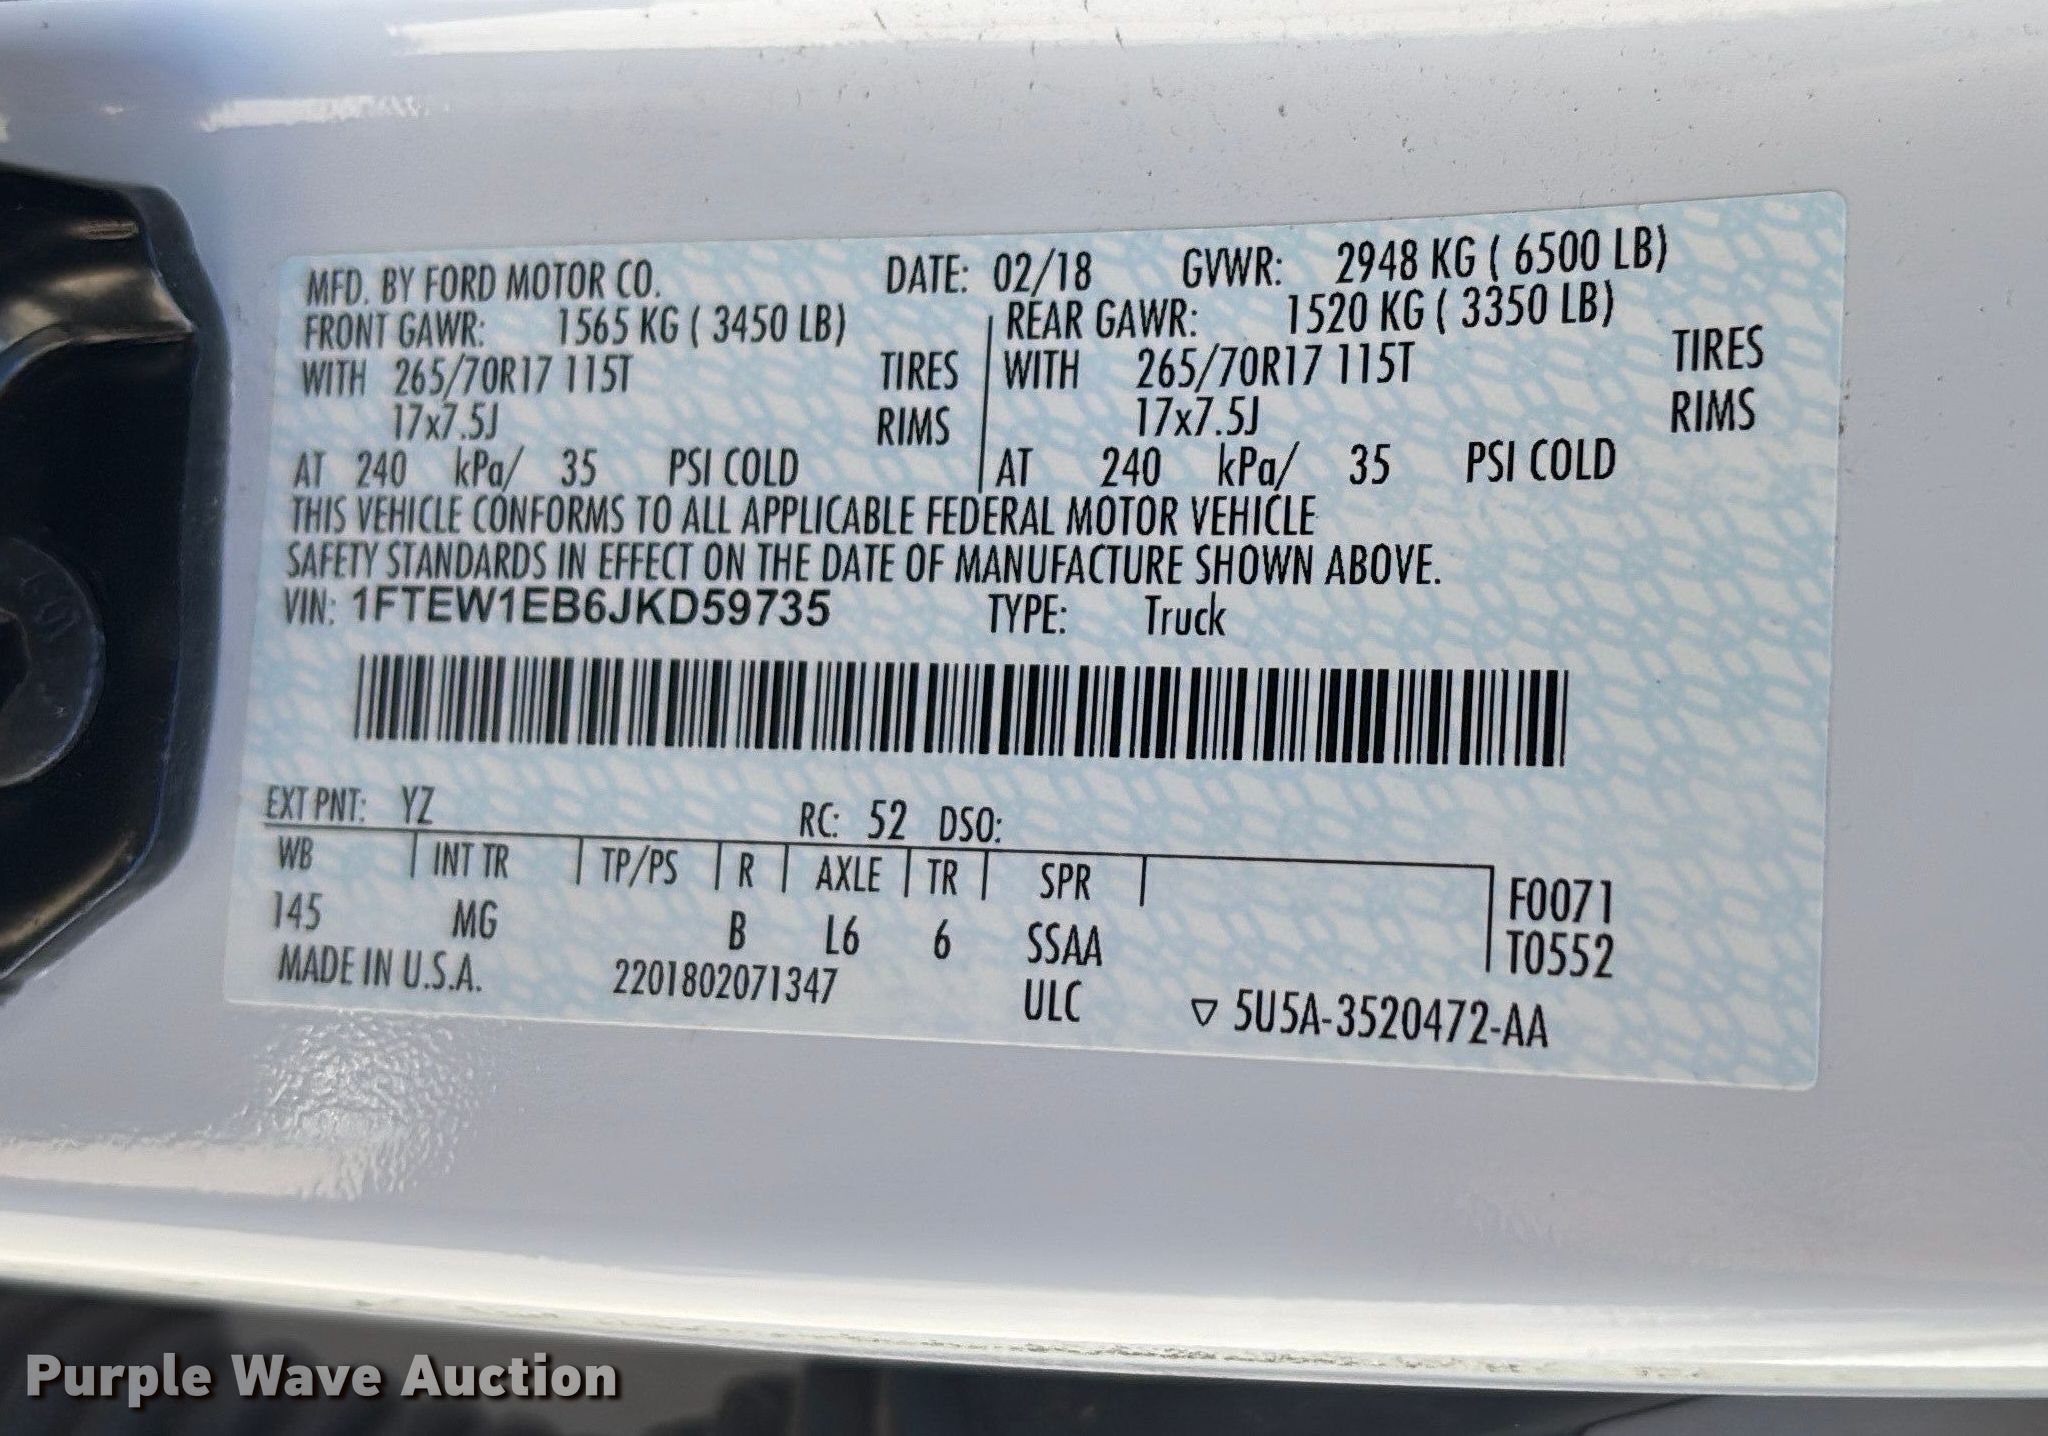 MFD. BY FORD MOTOR CO. DATE: 02/18 GVWR: 2948 KG ( 6500 LB)
FRONT GAWR: 1565 KG ( 3450 LB) REAR GAWR: 1520 KG ( 3350 LB)
WITH 265/70R17 115T TIRES WITH 265/70R17 115T TIRES
17x7.5J RIMS 17x7.5J RIMS
AT 240 kPa/ 35 PSI COLD AT 240 kPa/ 35 PSI COLD
THIS VEHICLE CONFORMS TO ALL APPLICABLE FEDERAL MOTOR VEHICLE
SAFETY STANDARDS IN EFFECT ON THE DATE OF MANUFACTURE SHOWN ABOVE.
VIN: 1FTEW1EB6JKD59735 TYPE: Truck
EXT PNT: YZ RC: 52 DSO:
WB INT TR TP/PS R AXLE TR SPR F0071
145 MG B L6 6 SSAA T0552
MADE IN U.S.A. 2201802071347 ULC ▽ 5U5A-3520472-AA
Purple Wave Auction